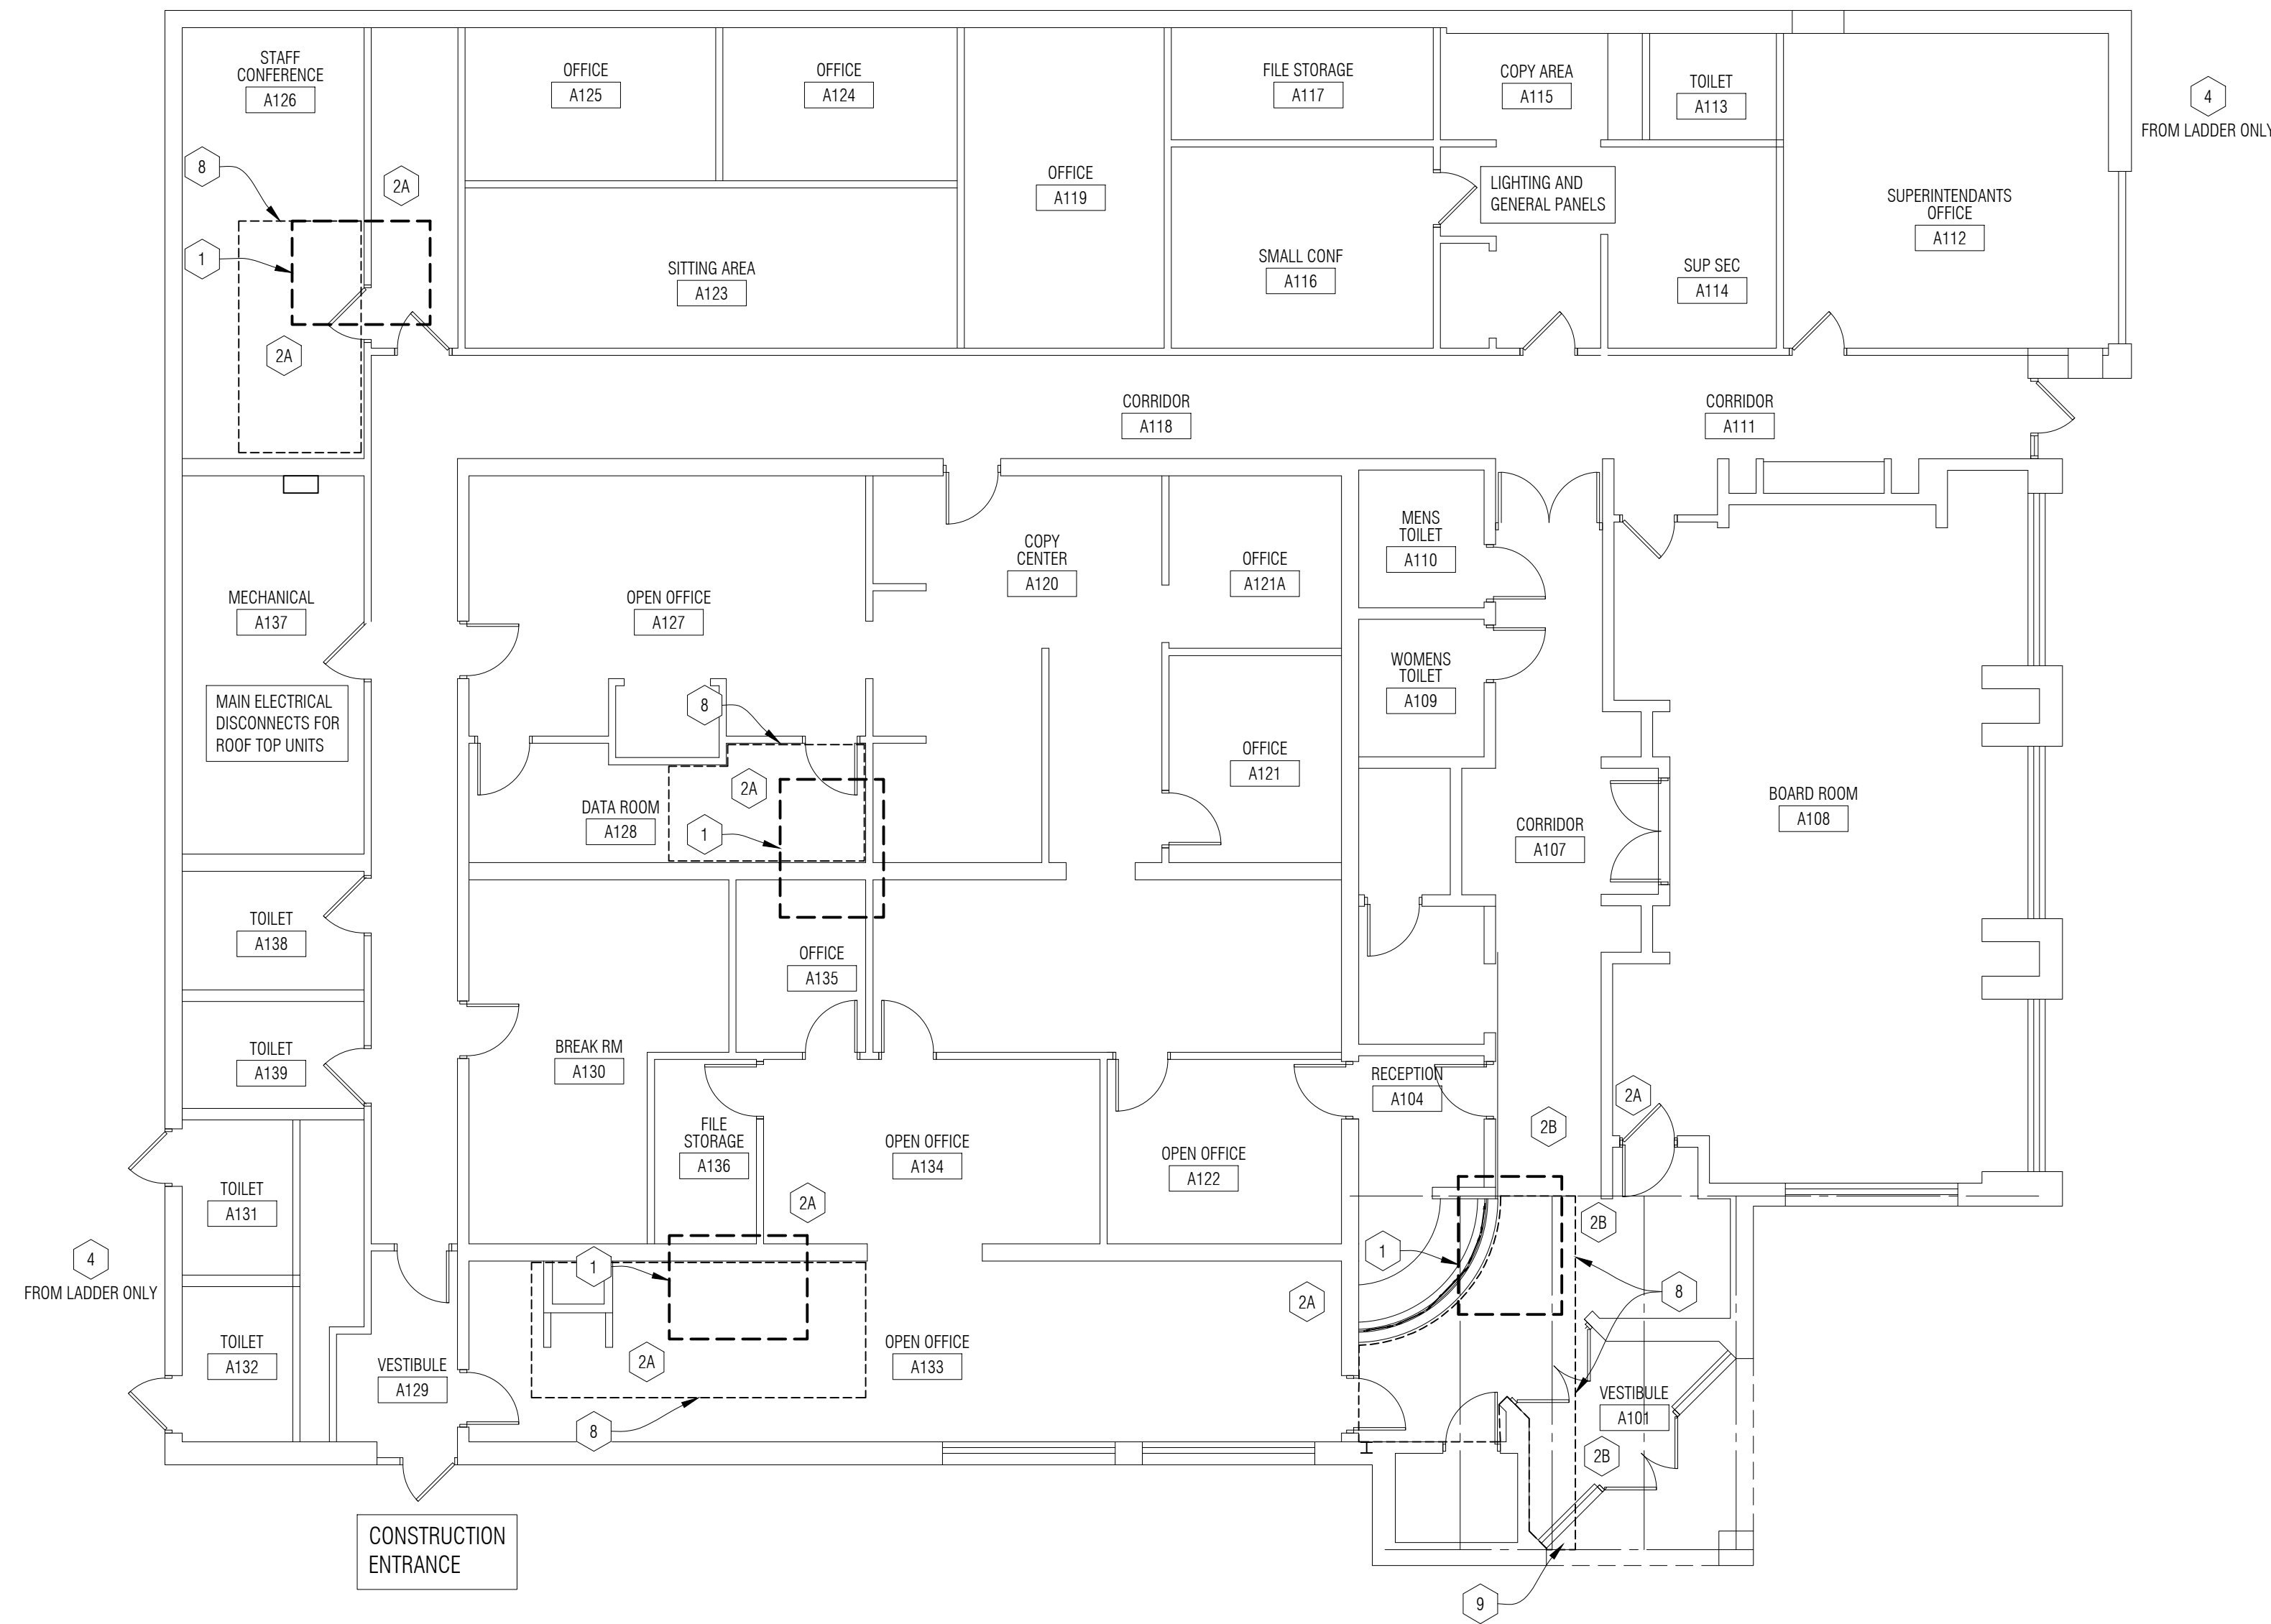 STAFF
CONFERENCE
A126
OFFICE
A125
OFFICE
A124
OFFICE
A119
FILE STORAGE
A117
COPY AREA
A115
TOILET
A113
4
FROM LADDER ONLY
8
2A
1
2A
SITTING AREA
A123
SMALL CONF
A116
LIGHTING AND
GENERAL PANELS
SUP SEC
A114
SUPERINTENDANTS
OFFICE
A112
CORRIDOR
A118
CORRIDOR
A111
MECHANICAL
A137
MAIN ELECTRICAL
DISCONNECTS FOR
ROOF TOP UNITS
OPEN OFFICE
A127
COPY
CENTER
A120
OFFICE
A121A
MENS
TOILET
A110
WOMENS
TOILET
A109
8
2A
1
DATA ROOM
A128
OFFICE
A121
CORRIDOR
A107
BOARD ROOM
A108
TOILET
A138
OFFICE
A135
TOILET
A139
BREAK RM
A130
RECEPTION
A104
2A
2B
FILE
STORAGE
A136
OPEN OFFICE
A134
OPEN OFFICE
A122
TOILET
A131
2A
2B
4
FROM LADDER ONLY
1
1
8
2A
TOILET
A132
VESTIBULE
A129
2A
OPEN OFFICE
A133
8
VESTIBULE
A101
2B
CONSTRUCTION
ENTRANCE
9